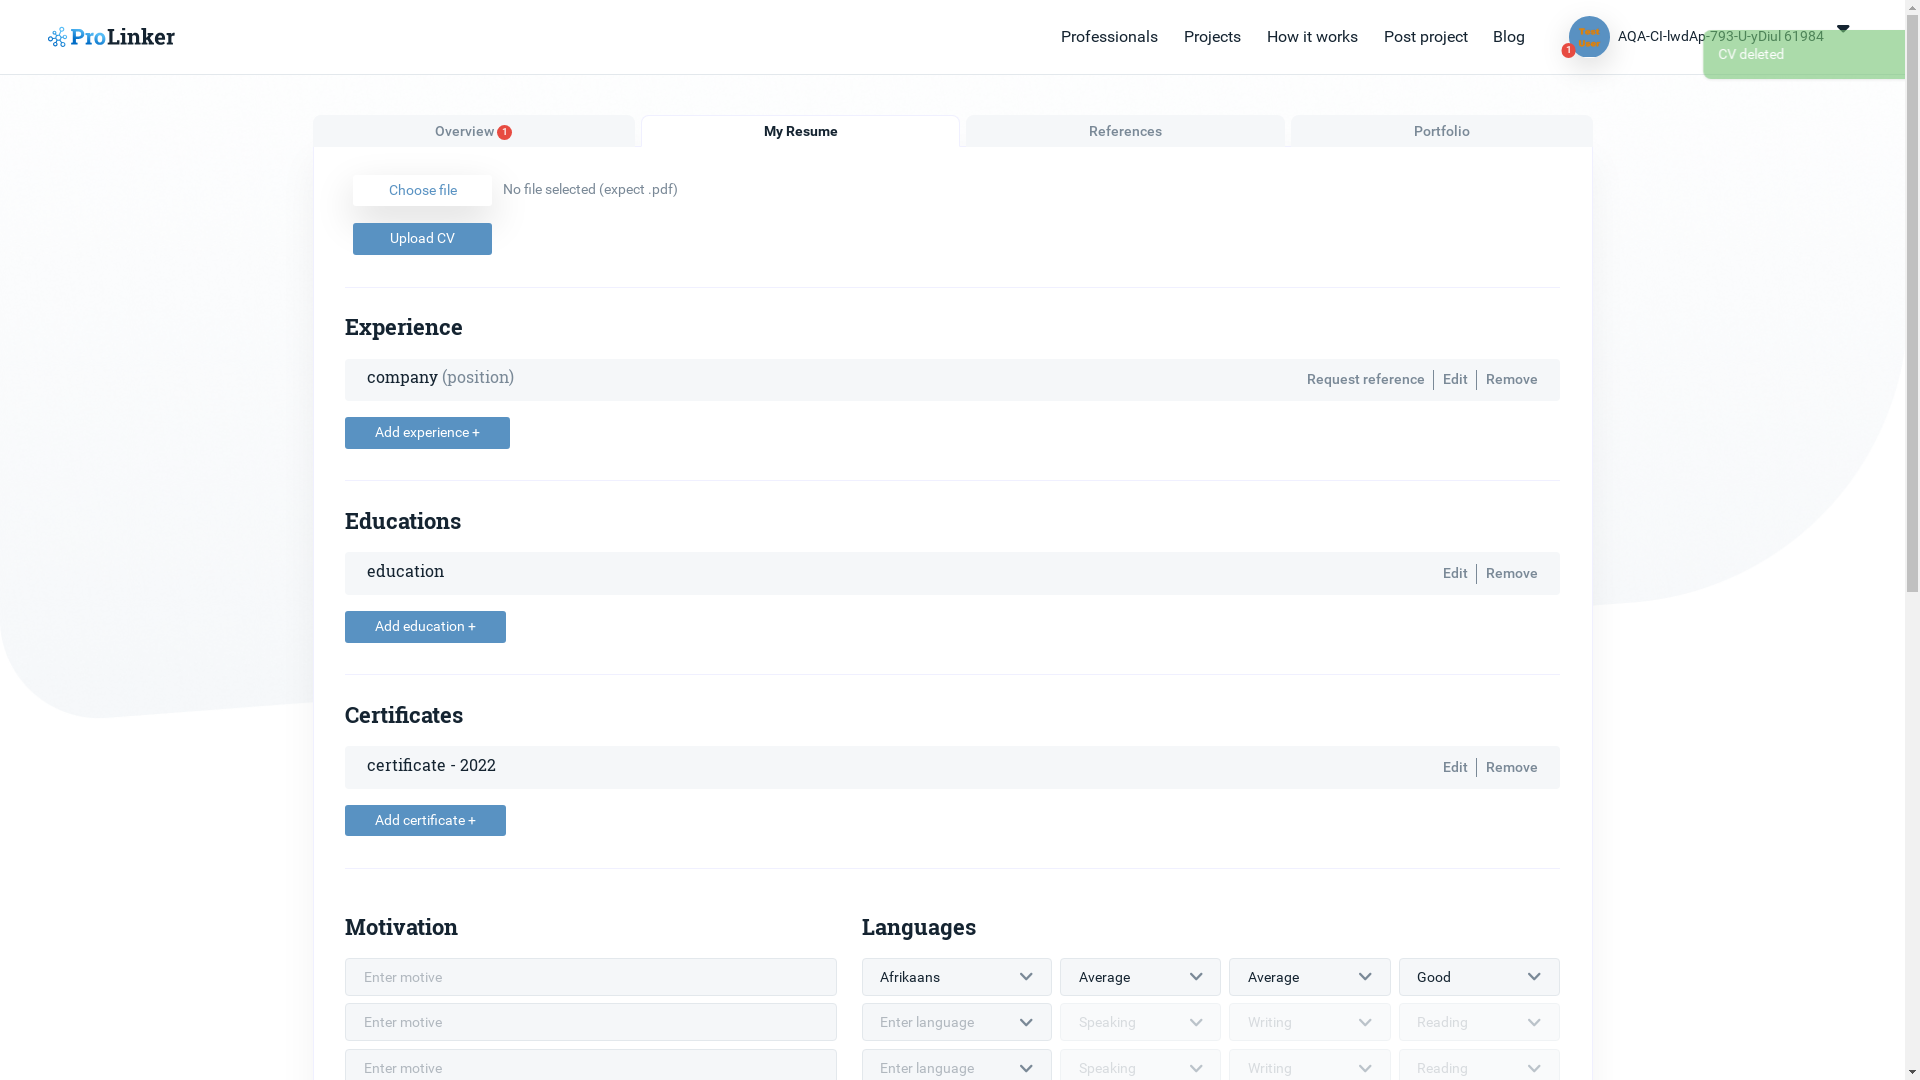 ProLinker
Professionals
Projects
How it works
Post project
Blog
Test
User
1
AQA-CI-lwdAp-793-U-yDiul 61984
CV deleted
Overview 1
My Resume
References
Portfolio
Choose file
No file selected (expect .pdf)
Upload CV
Experience
company (position)
Request reference
Edit
Remove
Add experience +
Educations
education
Edit
Remove
Add education +
Certificates
certificate - 2022
Edit
Remove
Add certificate +
Motivation
Enter motive
Enter motive
Enter motive
Languages
Afrikaans
Average
Average
Good
Enter language
Speaking
Writing
Reading
Enter language
Speaking
Writing
Reading